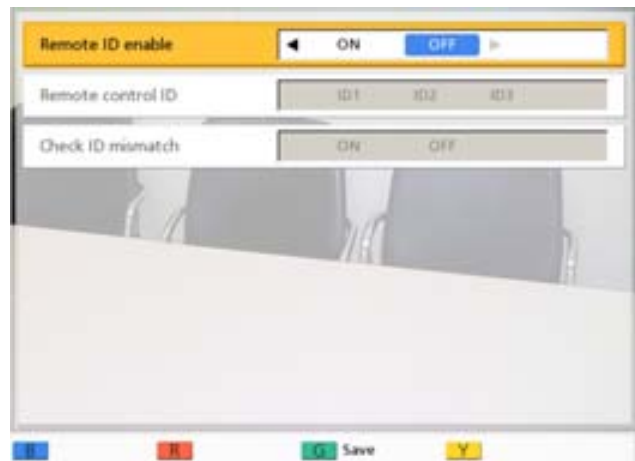 Remote ID enable ON OFF
Remote control ID ID1 ID2 ID3
Check ID mismatch ON OFF
B R G Save Y